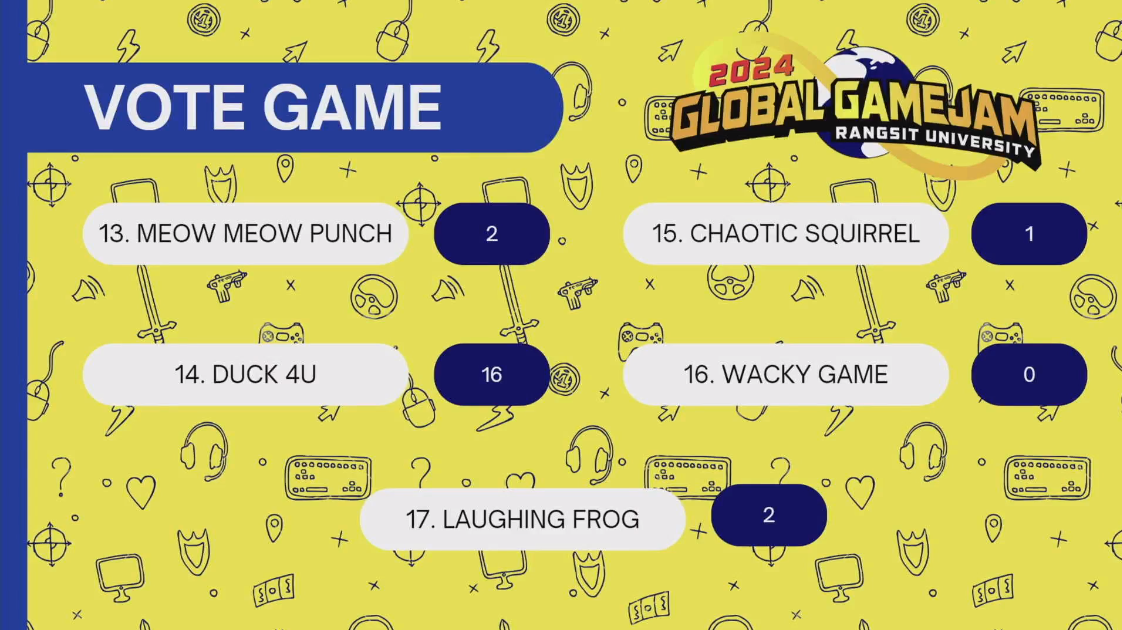 VOTE GAME
2024
GLOBAL GAMEJAM
RANGSIT UNIVERSITY
13. MEOW MEOW PUNCH 2
15. CHAOTIC SQUIRREL 1
14. DUCK 4U 16
16. WACKY GAME 0
17. LAUGHING FROG 2